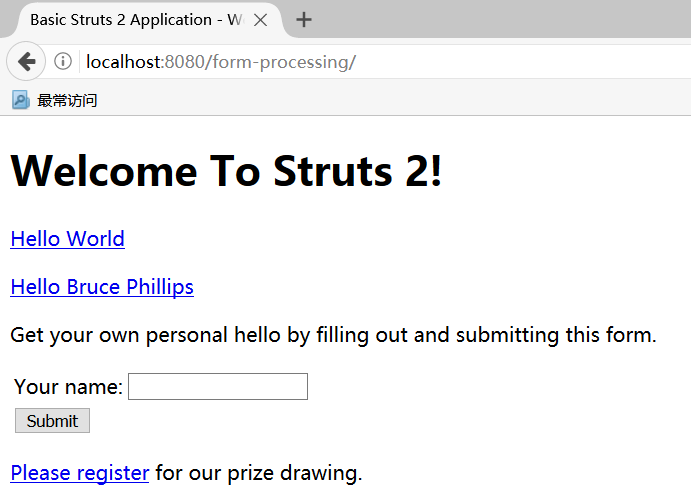 Basic Struts 2 Application - W
localhost:8080/form-processing/
最常访问
Welcome To Struts 2!
Hello World
Hello Bruce Phillips
Get your own personal hello by filling out and submitting this form.
Your name:
Submit
Please register for our prize drawing.